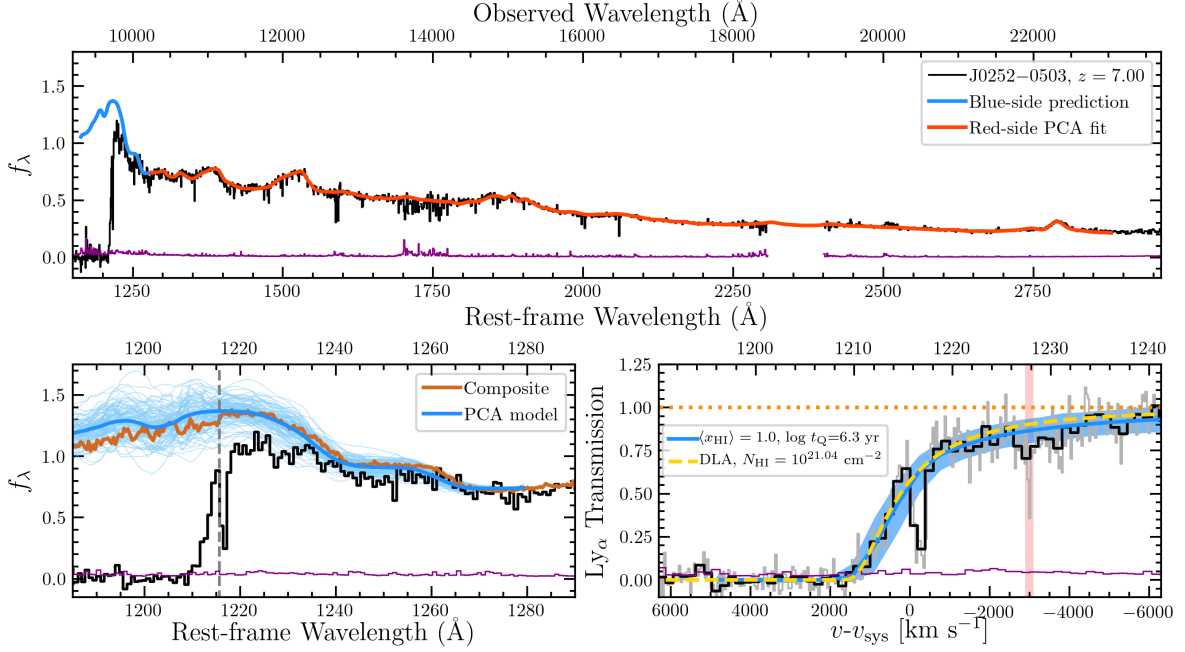 Observed Wavelength (Å)
10000 12000 14000 16000 18000 20000 22000
1.5
1.0
0.5
0.0
f_λ
J0252−0503, z = 7.00
Blue-side prediction
Red-side PCA fit
1250 1500 1750 2000 2250 2500 2750
Rest-frame Wavelength (Å)
1200 1220 1240 1260 1280
1.5
1.0
0.5
0.0
f_λ
Composite
PCA model
1200 1220 1240 1260 1280
Rest-frame Wavelength (Å)
1200 1210 1220 1230 1240
1.25
1.00
0.75
0.50
0.25
0.00
Ly_α Transmission
⟨x_HI⟩ = 1.0, log t_Q=6.3 yr
DLA, N_HI = 10^21.04 cm^−2
6000 4000 2000 0 −2000 −4000 −6000
v-v_sys [km s^−1]